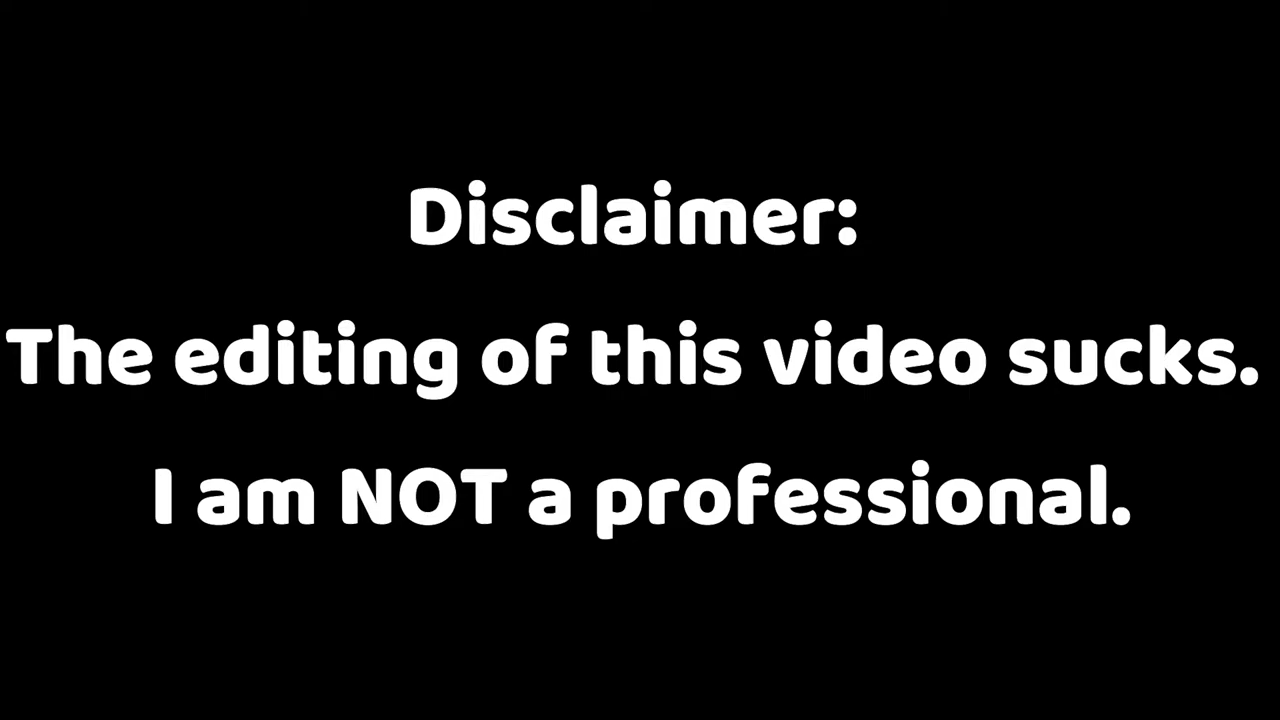 Disclaimer:
The editing of this video sucks.
I am NOT a professional.